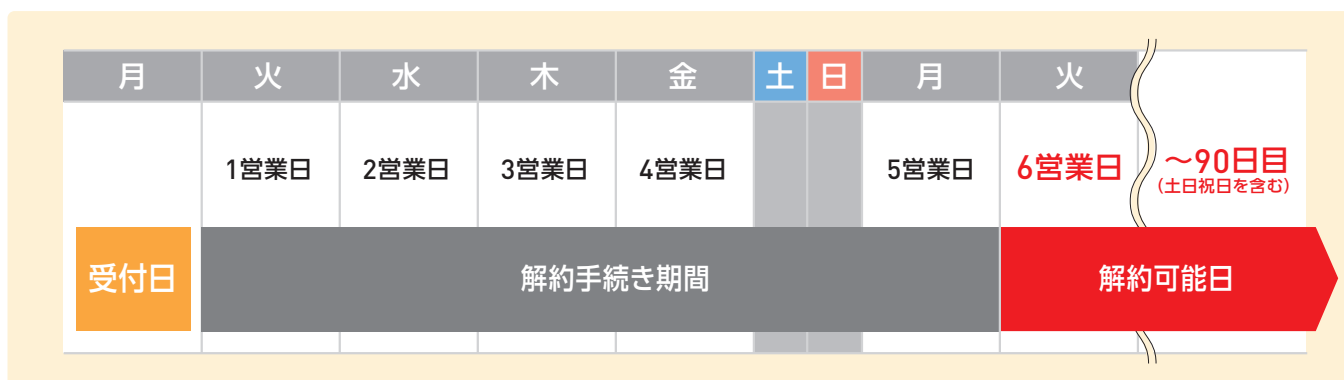 月 火 水 木 金 土 日 月 火
1営業日 2営業日 3営業日 4営業日 5営業日 6営業日 〜90日目
(土日祝日を含む)
受付日 解約手続き期間 解約可能日